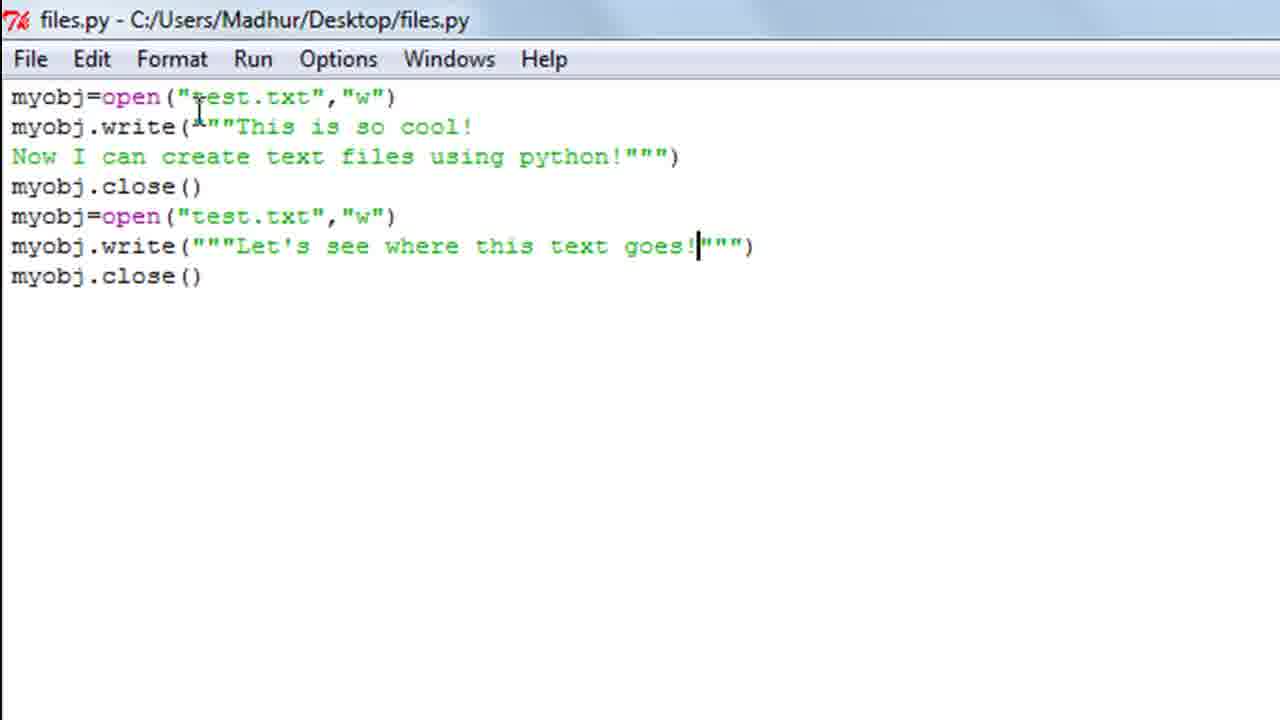 files.py - C:/Users/Madhur/Desktop/files.py
File Edit Format Run Options Windows Help
myobj=open("test.txt","w")
myobj.write("""This is so cool!
Now I can create text files using python!""")
myobj.close()
myobj=open("test.txt","w")
myobj.write("""Let's see where this text goes!""")
myobj.close()